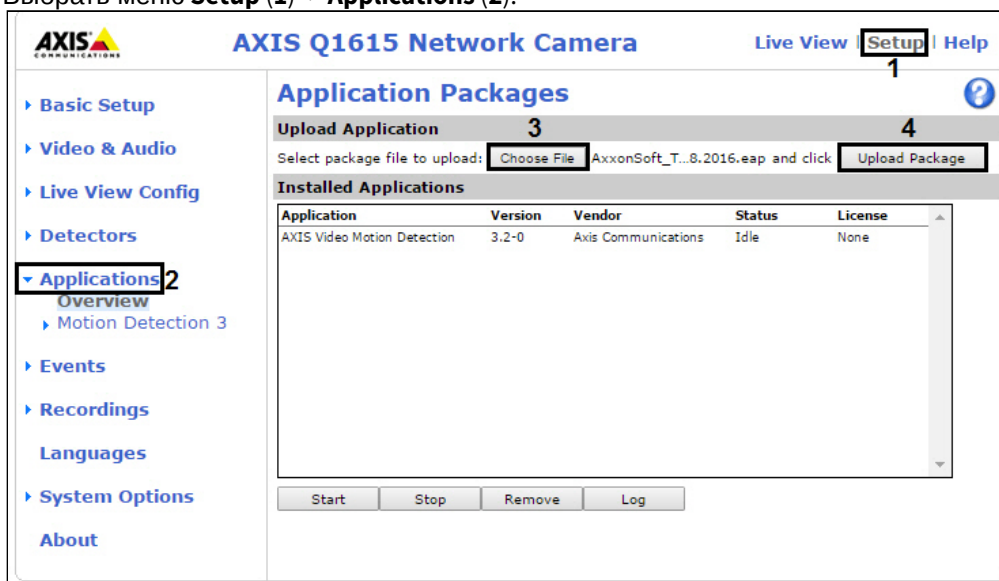 Выбрать меню Setup (1) → Applications (2).
AXIS
COMMUNICATIONS
AXIS Q1615 Network Camera
Live View | Setup | Help
1
Basic Setup
Video & Audio
Live View Config
Detectors
Applications 2
Overview
Motion Detection 3
Events
Recordings
Languages
System Options
About
Application Packages
?
Upload Application
3
4
Select package file to upload: Choose File AxxonSoft_T...8.2016.eap and click Upload Package
Installed Applications
Application Version Vendor Status License
AXIS Video Motion Detection 3.2-0 Axis Communications Idle None
Start Stop Remove Log